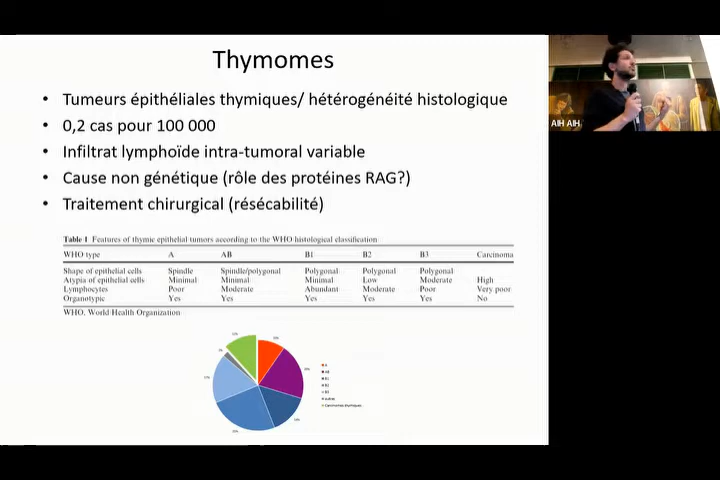 Thymomes
• Tumeurs épithéliales thymiques/ hétérogénéité histologique
• 0,2 cas pour 100 000
• Infiltrat lymphoïde intra-tumoral variable
• Cause non génétique (rôle des protéines RAG?)
• Traitement chirurgical (résécabilité)
Table 1 Features of thymic epithelial tumors according to the WHO histological classification
WHO type A AB B1 B2 B3 Carcinoma
Shape of epithelial cells Spindle Spindle/polygonal Polygonal Polygonal Polygonal
Atypia of epithelial cells Minimal Minimal Minimal Low Moderate High
Lymphocytes Poor Moderate Abundant Moderate Poor Very poor
Organotypic Yes Yes Yes Yes Yes No
WHO, World Health Organization
AIH AIH